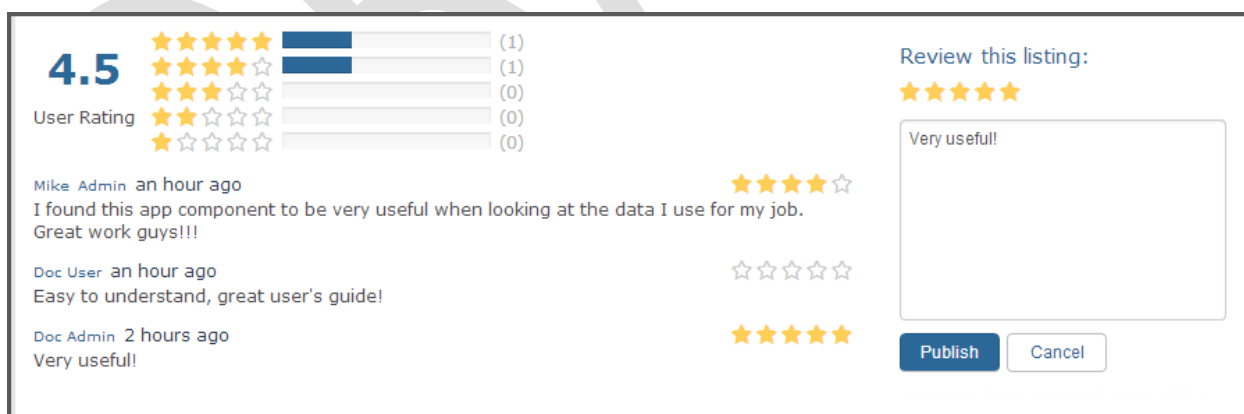 4.5
User Rating
(1)
(1)
(0)
(0)
(0)
Mike Admin an hour ago
I found this app component to be very useful when looking at the data I use for my job.
Great work guys!!!
Doc User an hour ago
Easy to understand, great user's guide!
Doc Admin 2 hours ago
Very useful!
Review this listing:
Very useful!
Publish
Cancel